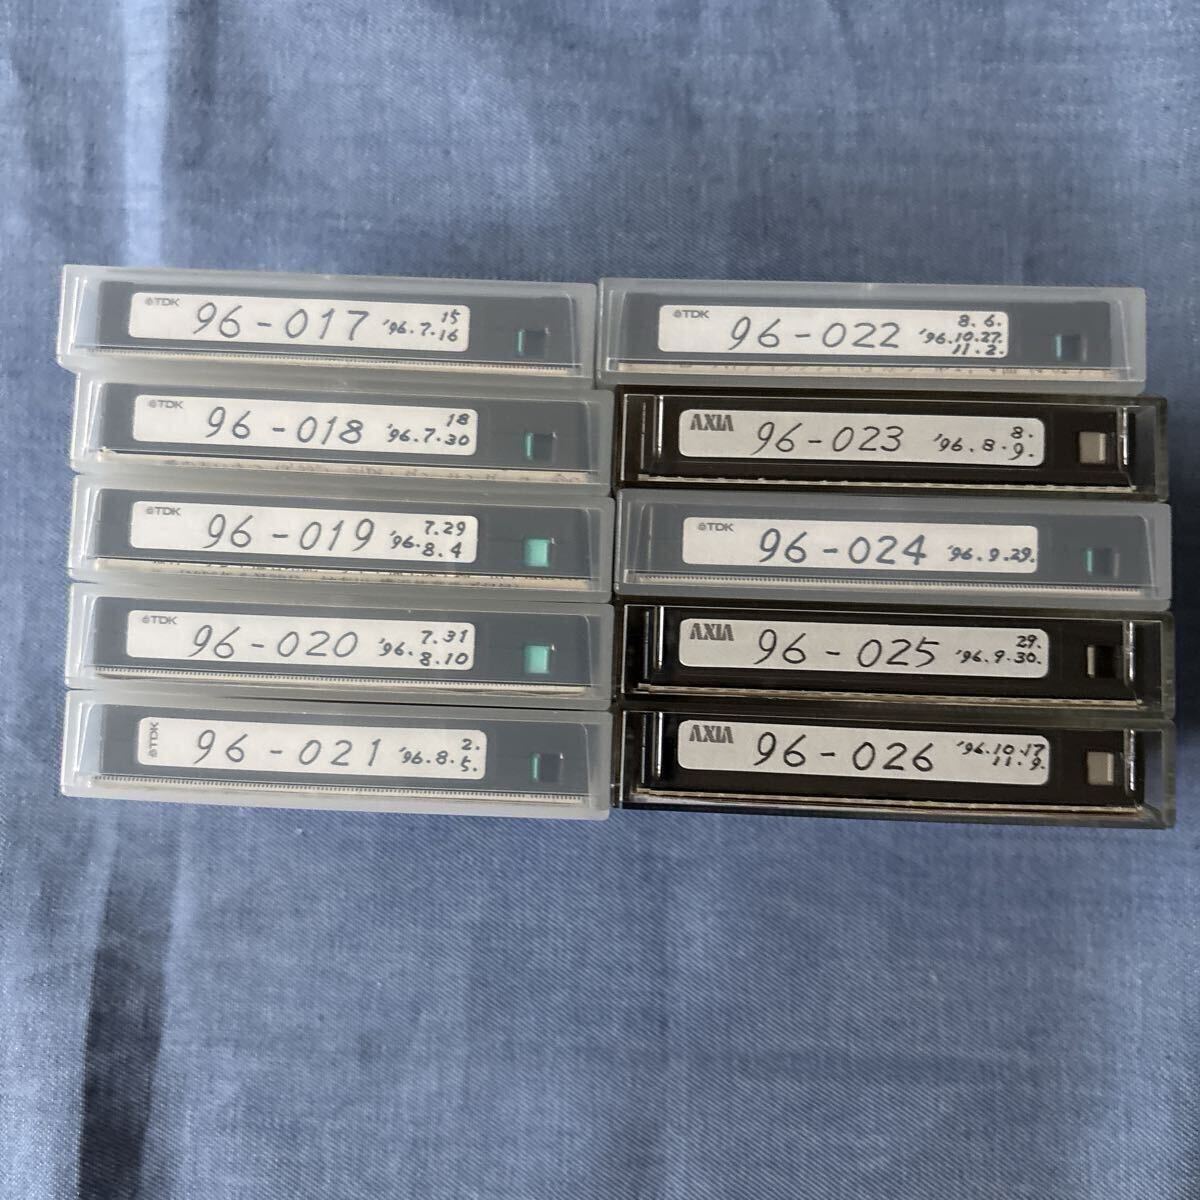 TDK
96-017 '96.7.15
16
TDK
96-018 '96.7.18
30
TDK
96-019 '96.7.29
8.4
TDK
96-020 '96.7.31
8.10
TDK
96-021 '96.8.2.
5.
TDK
96-022 8.6.
'96.10.27.
11.2.
AXIA
96-023 '96.8.8.
9.
TDK
96-024 '96.9.29.
AXIA
96-025 '96.9.29.
30.
AXIA
96-026 '96.10.17
11.9.